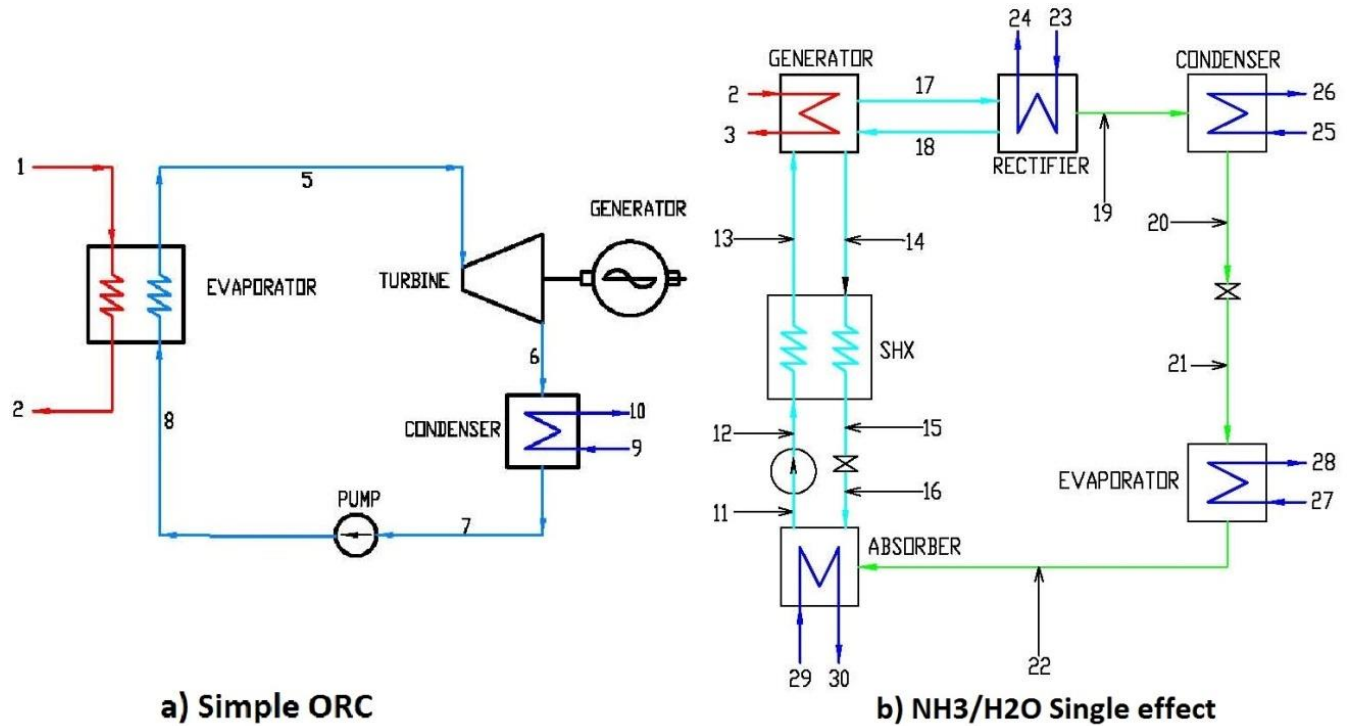 1
5
GENERATOR
EVAPORATOR
TURBINE
6
2
8
CONDENSER
10
9
PUMP
7
a) Simple ORC
24
23
GENERATOR
CONDENSER
2
17
26
3
18
25
RECTIFIER
19
20
13
14
SHX
21
12
15
EVAPORATOR
28
16
27
11
ABSORBER
29
30
22
b) NH3/H2O Single effect